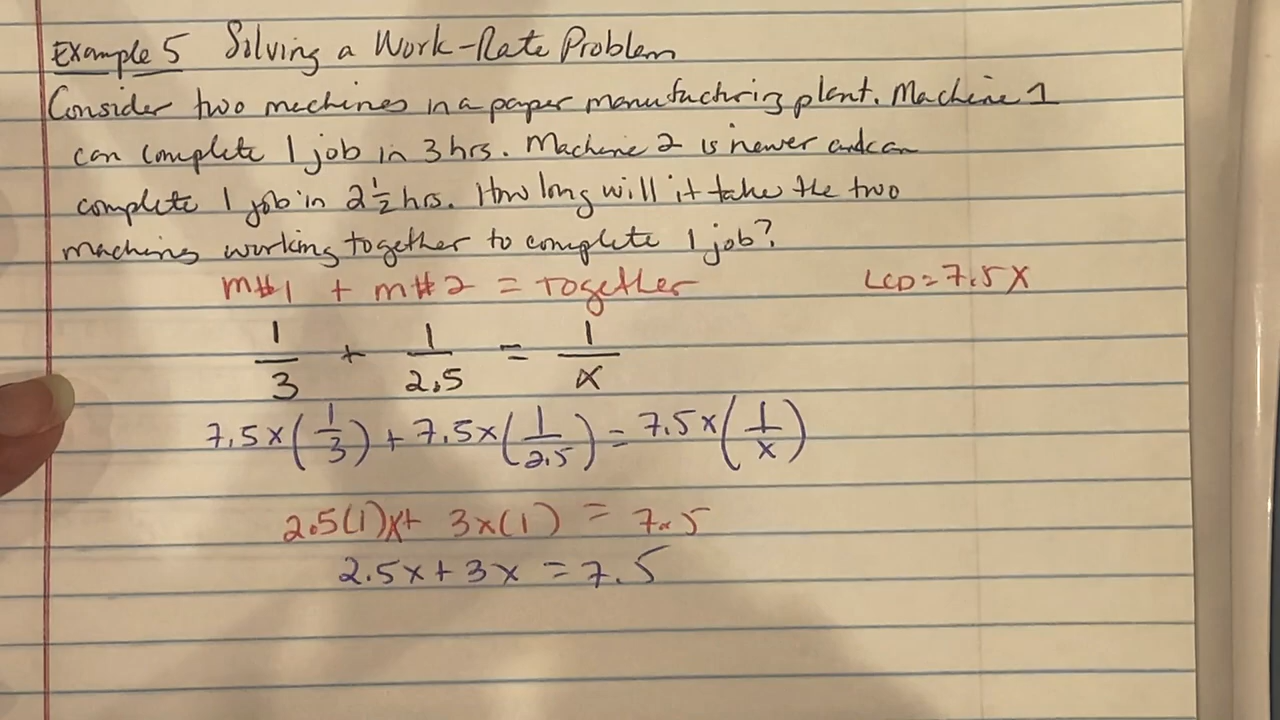 Example 5 Solving a Work-Rate Problem
Consider two machines in a paper manufacturing plant. Machine 1
can complete 1 job in 3 hrs. Machine 2 is newer and can
complete 1 job in 2 1/2 hrs. How long will it take the two
machines working together to complete 1 job?
m#1 + m#2 = Together LCD = 7.5x
1/3 + 1/2.5 = 1/x
7.5x(1/3) + 7.5x(1/2.5) = 7.5x(1/x)
2.5(1)x + 3x(1) = 7.5
2.5x + 3x = 7.5